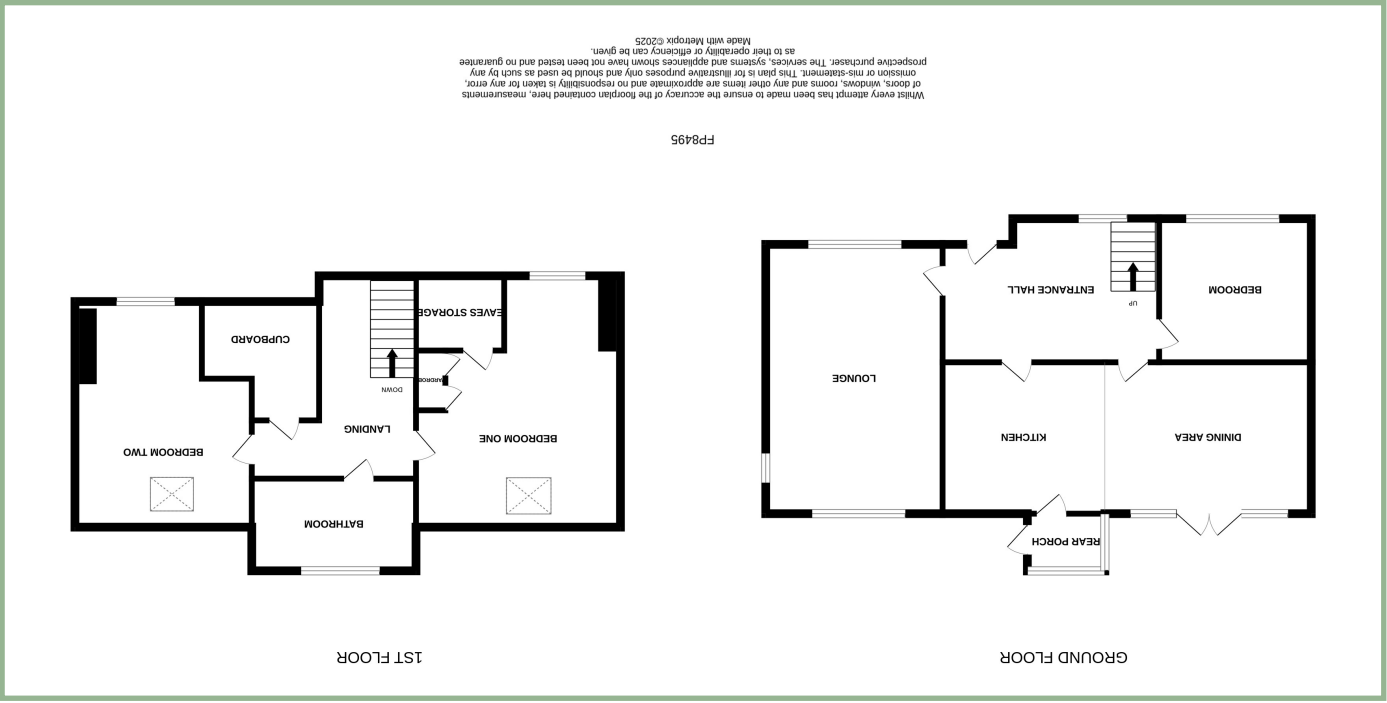 GROUND FLOOR
1ST FLOOR
REAR PORCH
DINING AREA
KITCHEN
LOUNGE
BEDROOM
ENTRANCE HALL
UP
BATHROOM
BEDROOM ONE
LANDING
BEDROOM TWO
DOWN
CUPBOARD
EAVES STORAGE
FP8495
Whilst every attempt has been made to ensure the accuracy of the floorplan contained here, measurements
of doors, windows, rooms and any other items are approximate and no responsibility is taken for any error,
omission or mis-statement. This plan is for illustrative purposes only and should be used as such by any
prospective purchaser. The services, systems and appliances shown have not been tested and no guarantee
as to their operability or efficiency can be given.
Made with Metropix ©2025